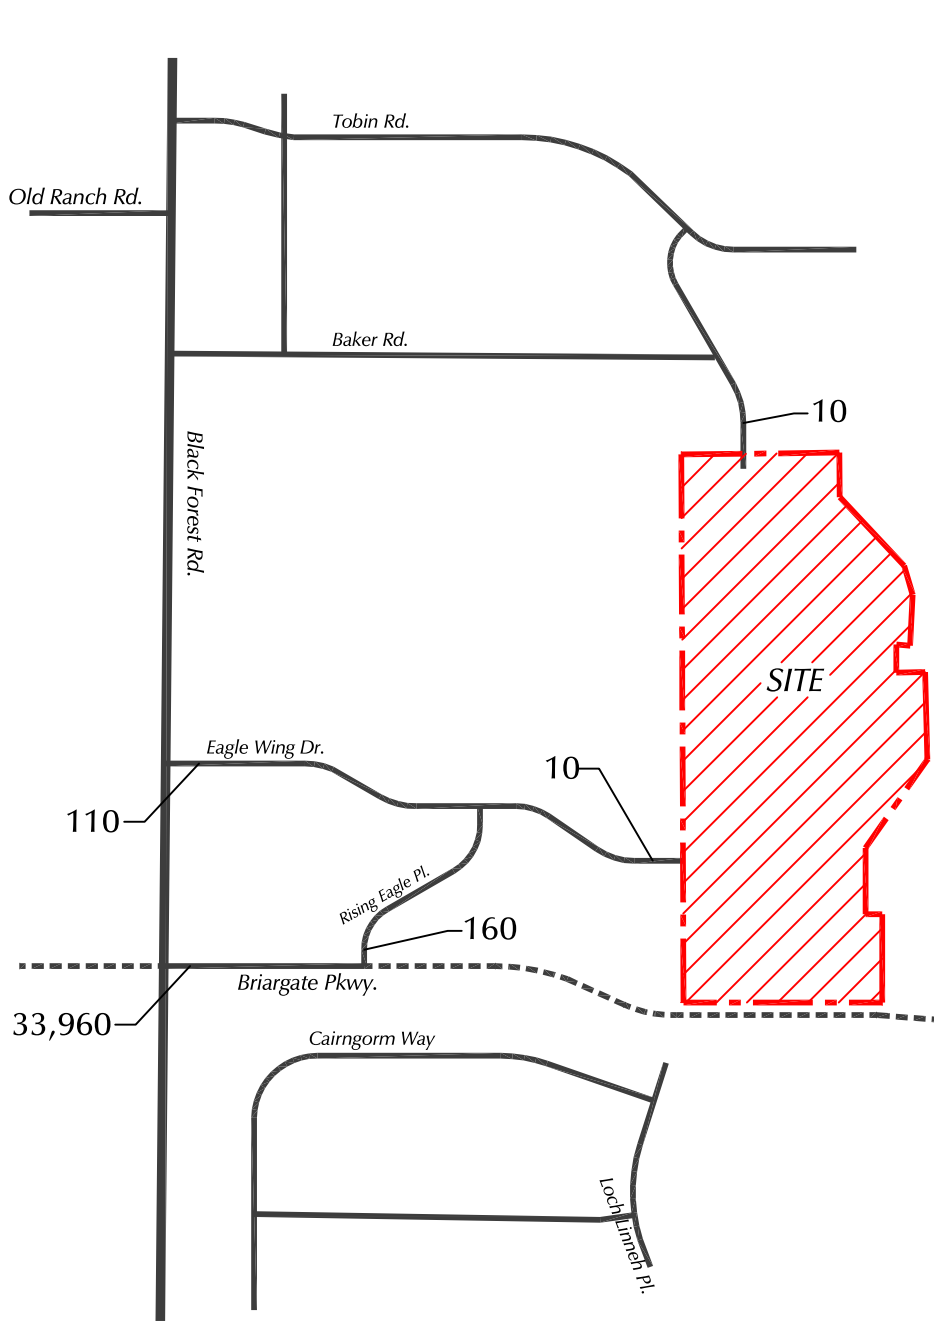 Tobin Rd.
Old Ranch Rd.
Baker Rd.
10
Black Forest Rd.
SITE
Eagle Wing Dr.
10
110
Rising Eagle Pl.
160
Briargate Pkwy.
33,960
Cairngorm Way
Loch Linneh Pl.